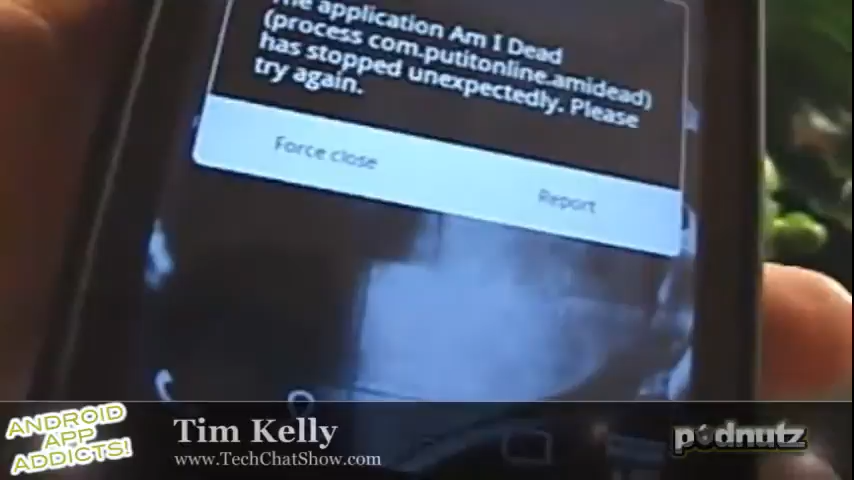 The application Am I Dead
(process com.putitonline.amidead)
has stopped unexpectedly. Please
try again.
Force close
Report
ANDROID
APP
ADDICTS!
Tim Kelly
www.TechChatShow.com
podnutz